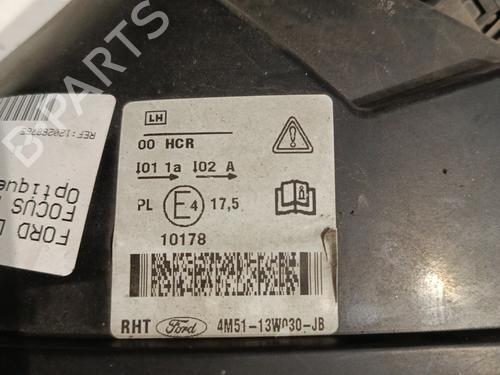 LH
00 HCR
I01 1a I02 A
PL E4 17,5
10178
RHT Ford 4M51-13W030-JB
FORD
FOCUS
Optique
B-PARTS